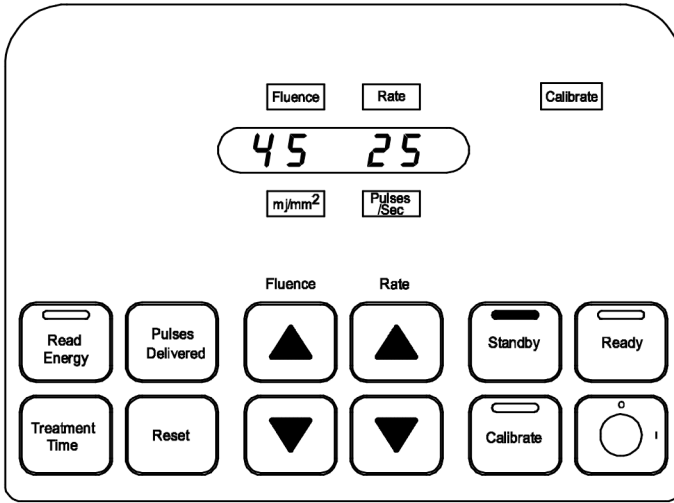 Fluence Rate Calibrate
45 25
mj/mm² Pulses
/Sec
Fluence Rate
Read
Energy
Pulses
Delivered
Standby
Ready
Treatment
Time
Reset
Calibrate
O
I